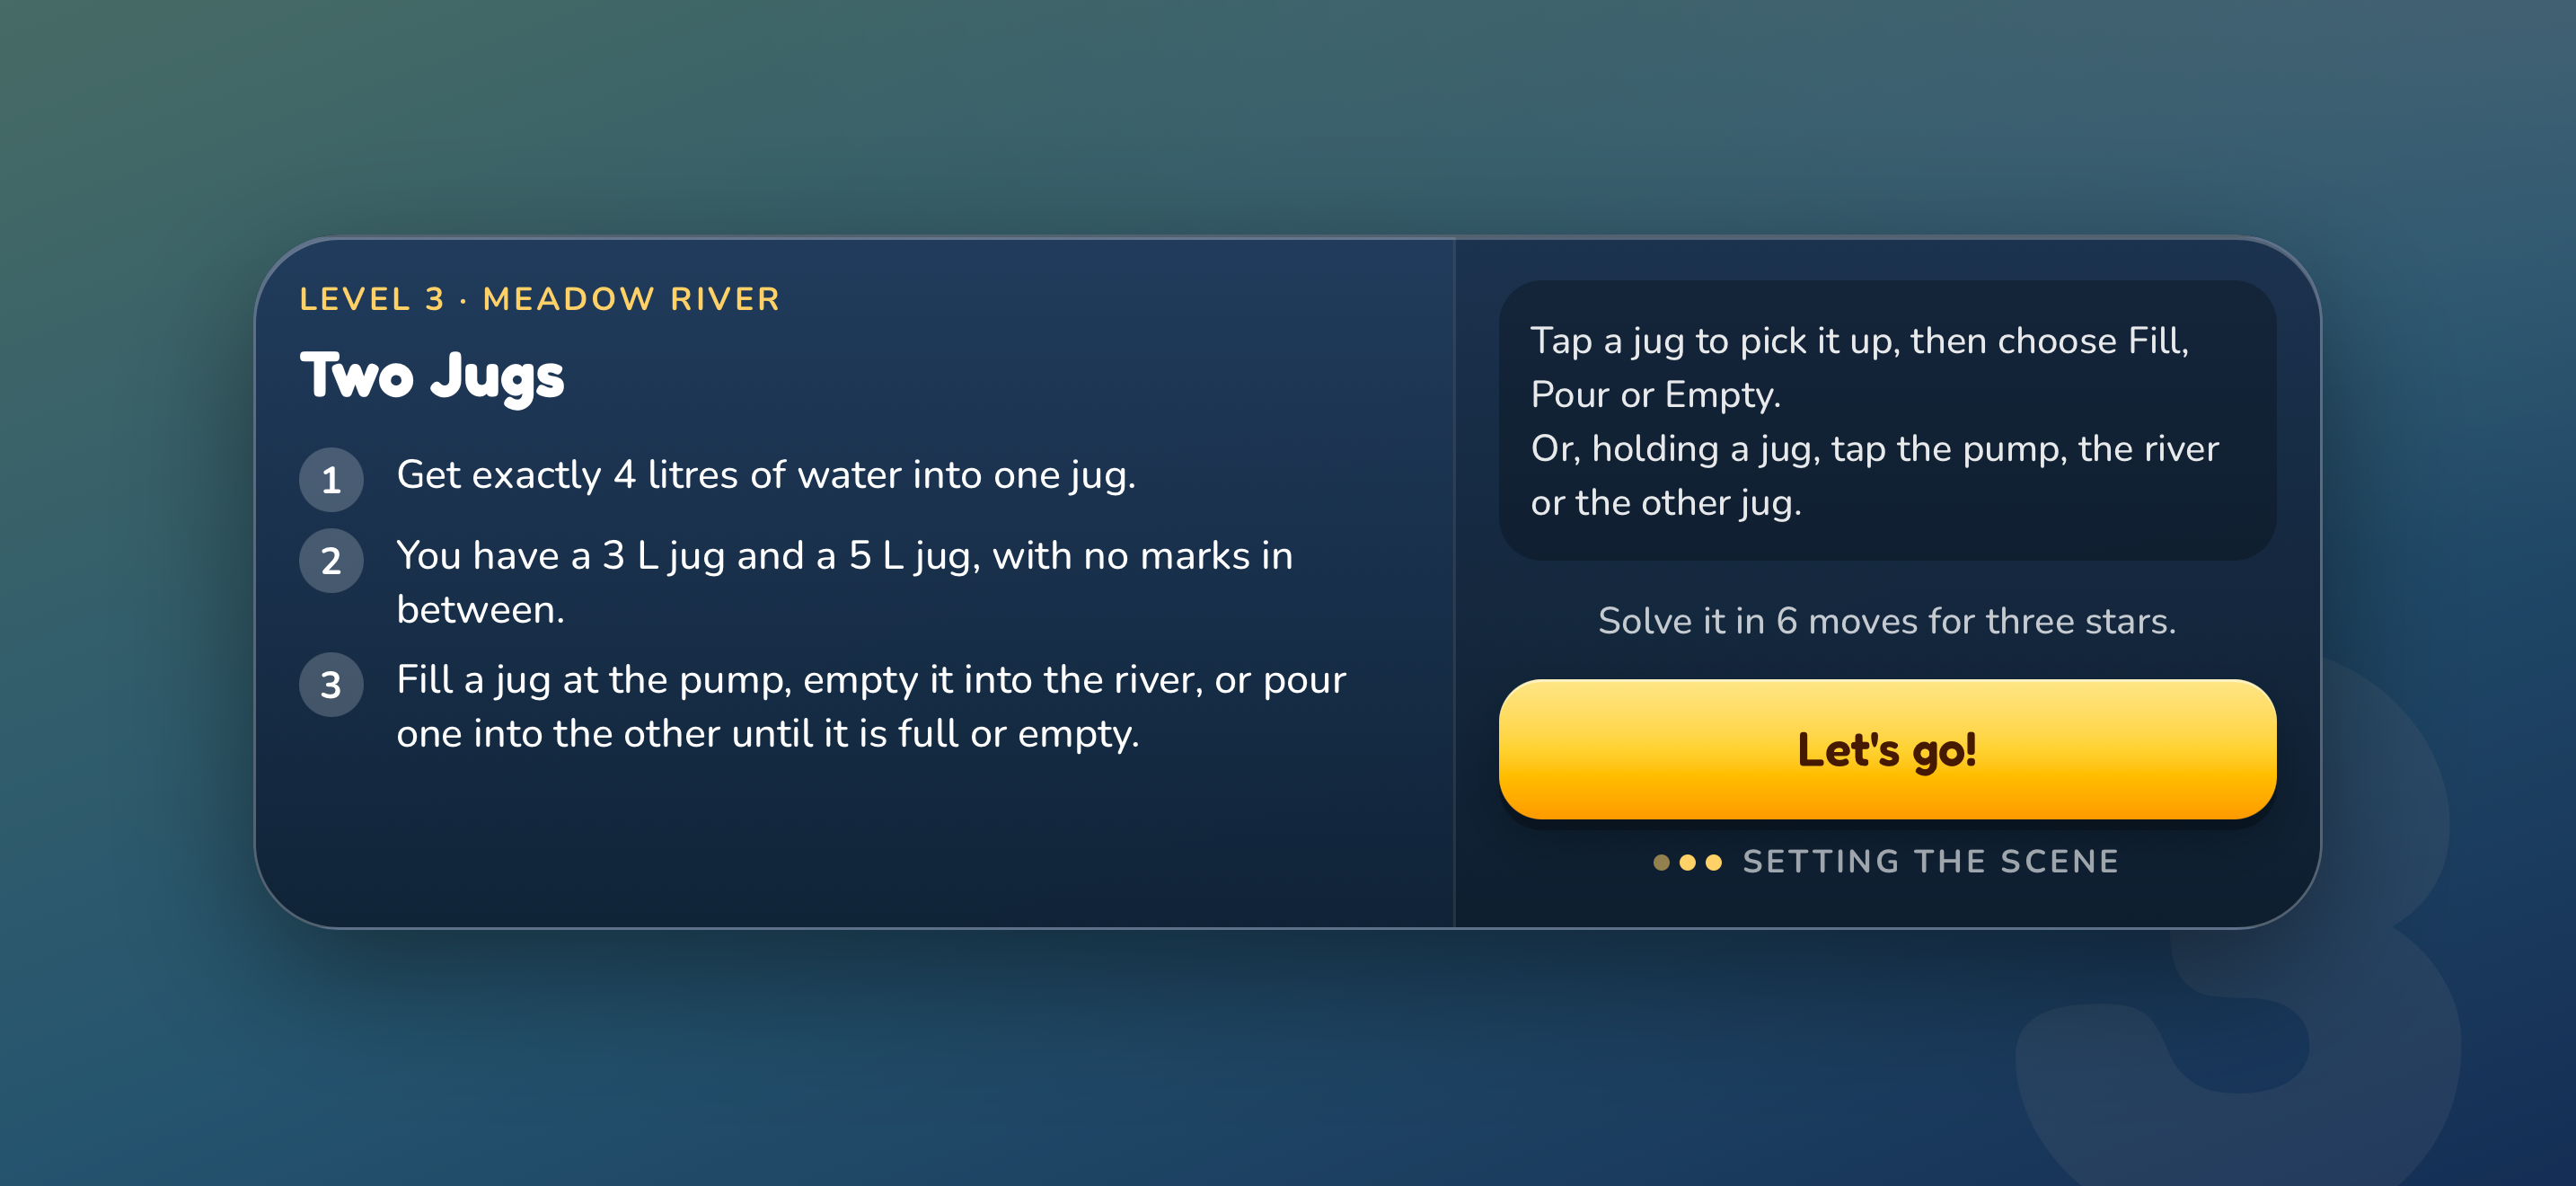 LEVEL 3 · MEADOW RIVER
Two Jugs
1 Get exactly 4 litres of water into one jug.
2 You have a 3 L jug and a 5 L jug, with no marks in
between.
3 Fill a jug at the pump, empty it into the river, or pour
one into the other until it is full or empty.
Tap a jug to pick it up, then choose Fill,
Pour or Empty.
Or, holding a jug, tap the pump, the river
or the other jug.
Solve it in 6 moves for three stars.
Let's go!
SETTING THE SCENE
3